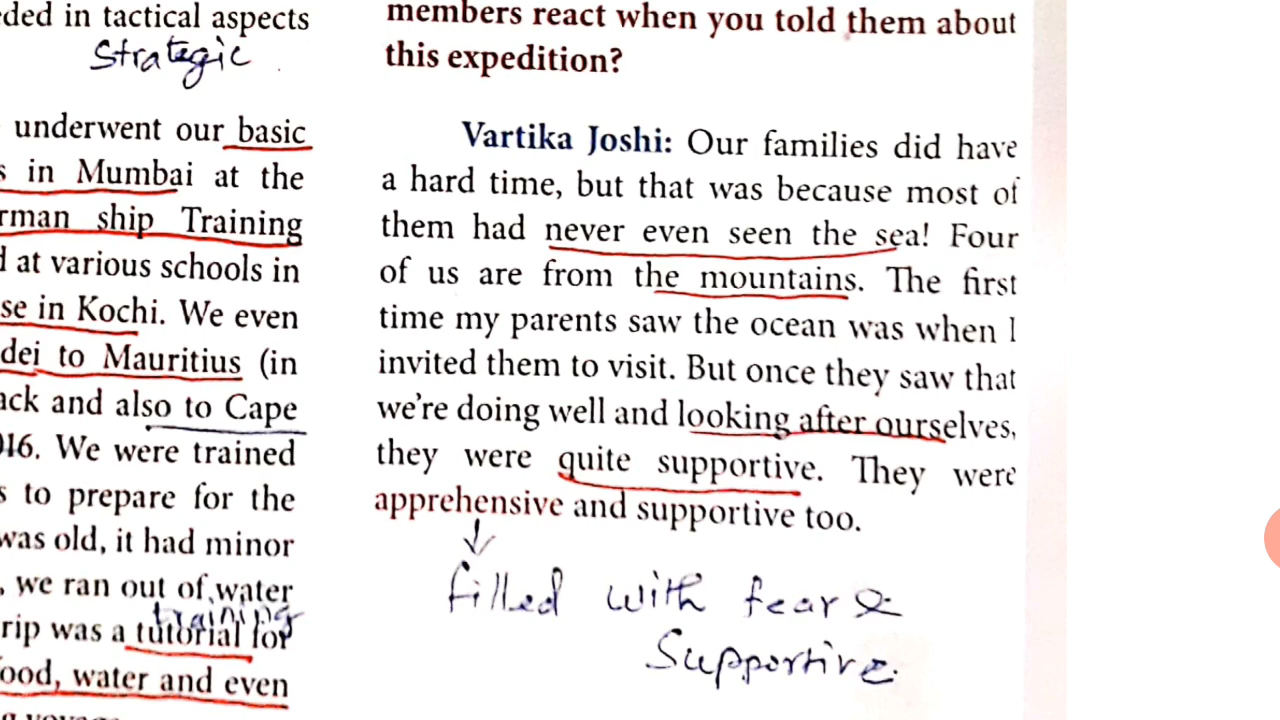 ded in tactical aspects
Strategic
underwent our basic
s in Mumbai at the
rman ship Training
at various schools in
se in Kochi. We even
dei to Mauritius (in
ack and also to Cape
016. We were trained
s to prepare for the
was old, it had minor
, we ran out of water
training
rip was a tutorial for
ood, water and even
members react when you told them about
this expedition?
Vartika Joshi: Our families did have
a hard time, but that was because most of
them had never even seen the sea! Four
of us are from the mountains. The first
time my parents saw the ocean was when I
invited them to visit. But once they saw that
we're doing well and looking after ourselves,
they were quite supportive. They were
apprehensive and supportive too.
filled with fear &
Supportive.